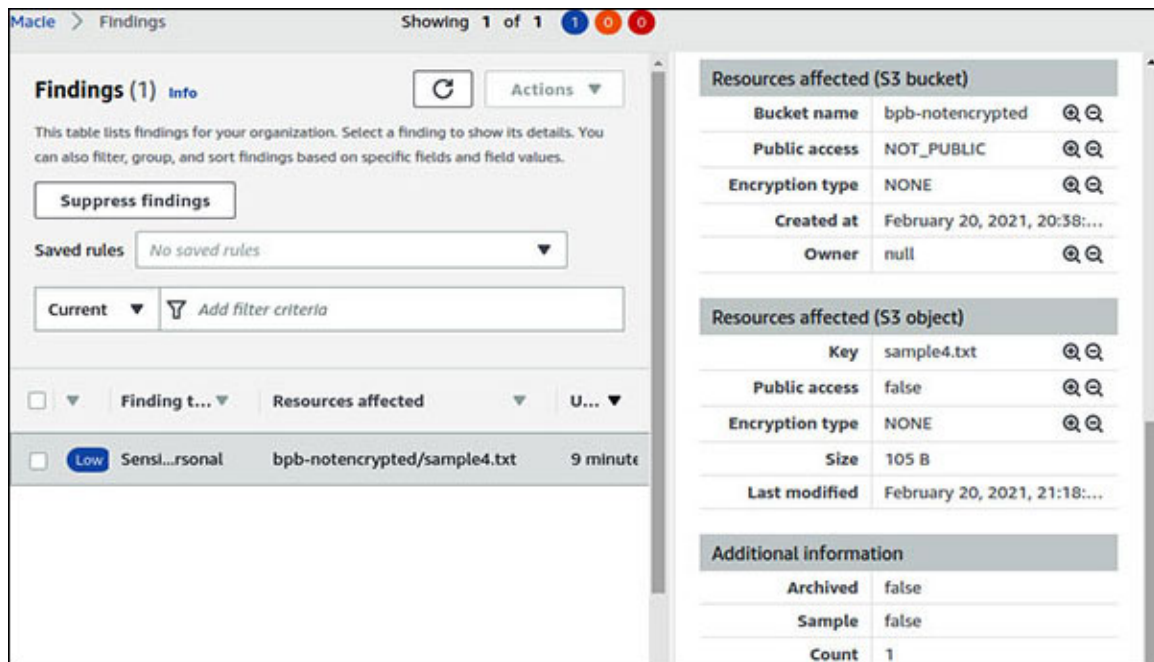 Macie > Findings
Showing 1 of 1 1 0 0
Findings (1) Info
Actions
This table lists findings for your organization. Select a finding to show its details. You
can also filter, group, and sort findings based on specific fields and field values.
Suppress findings
Saved rules No saved rules
Current Add filter criteria
Finding t... Resources affected U...
Low Sensi...rsonal bpb-notencrypted/sample4.txt 9 minute
Resources affected (S3 bucket)
Bucket name bpb-notencrypted
Public access NOT_PUBLIC
Encryption type NONE
Created at February 20, 2021, 20:38:...
Owner null
Resources affected (S3 object)
Key sample4.txt
Public access false
Encryption type NONE
Size 105 B
Last modified February 20, 2021, 21:18:...
Additional information
Archived false
Sample false
Count 1